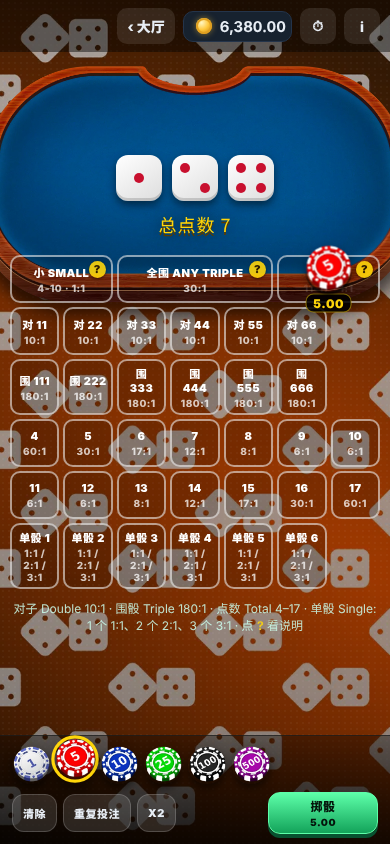 ‹ 大厅
6,380.00
i
总点数 7
小 SMALL ?
4-10 · 1:1
全围 ANY TRIPLE ?
30:1
?
5
5.00
对 11 对 22 对 33 对 44 对 55 对 66
10:1 10:1 10:1 10:1 10:1 10:1
围 111 围 222 围 333 围 444 围 555 围 666
180:1 180:1 180:1 180:1 180:1 180:1
4 5 6 7 8 9 10
60:1 30:1 17:1 12:1 8:1 6:1 6:1
11 12 13 14 15 16 17
6:1 6:1 8:1 12:1 17:1 30:1 60:1
单骰 1 单骰 2 单骰 3 单骰 4 单骰 5 单骰 6
1:1 / 1:1 / 1:1 / 1:1 / 1:1 / 1:1 /
2:1 / 2:1 / 2:1 / 2:1 / 2:1 / 2:1 /
3:1 3:1 3:1 3:1 3:1 3:1
对子 Double 10:1 · 围骰 Triple 180:1 · 点数 Total 4–17 · 单骰 Single:
1 个 1:1、2 个 2:1、3 个 3:1 · 点 ? 看说明
1 5 10 25 100 500
清除 重复投注 X2
掷骰
5.00